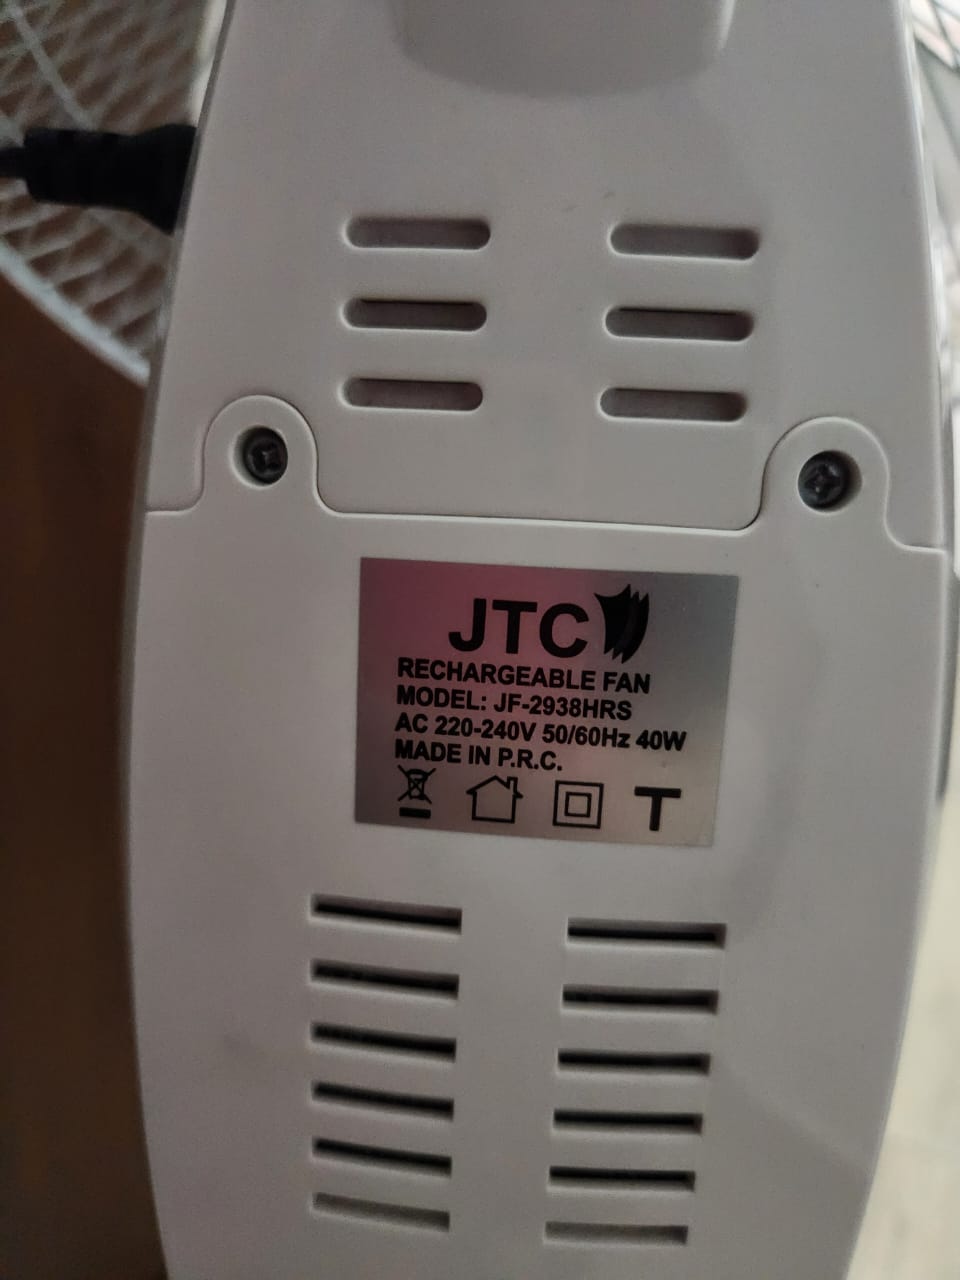 JTC
RECHARGEABLE FAN
MODEL: JF-2938HRS
AC 220-240V 50/60Hz 40W
MADE IN P.R.C.
T